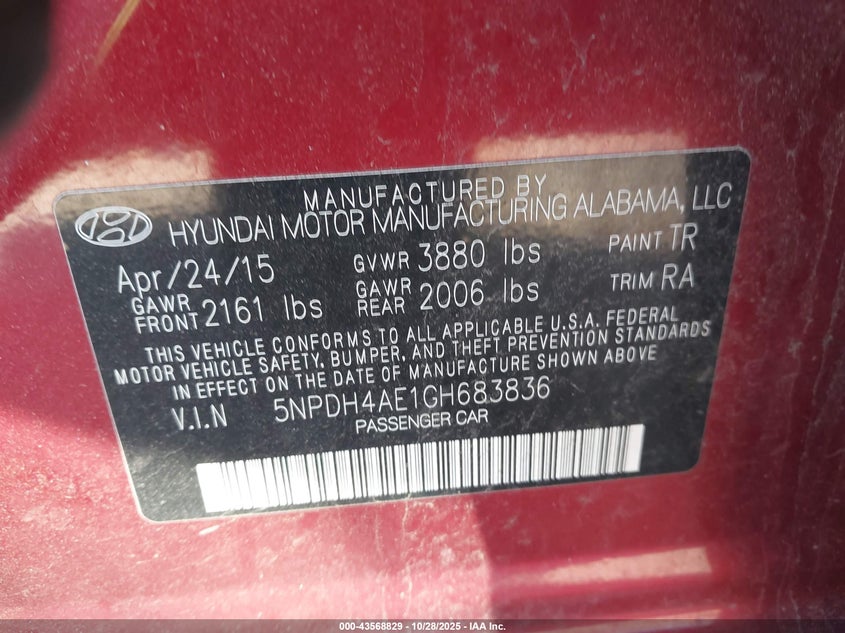 MANUFACTURED BY
HYUNDAI MOTOR MANUFACTURING ALABAMA, LLC
Apr/24/15 GVWR 3880 lbs PAINT TR
GAWR FRONT 2161 lbs GAWR REAR 2006 lbs TRIM RA
THIS VEHICLE CONFORMS TO ALL APPLICABLE U.S.A. FEDERAL
MOTOR VEHICLE SAFETY, BUMPER, AND THEFT PREVENTION STANDARDS
IN EFFECT ON THE DATE OF MANUFACTURE SHOWN ABOVE
V.I.N 5NPDH4AE1GH683836
PASSENGER CAR
000-43568829 - 10/28/2025 - IAA Inc.